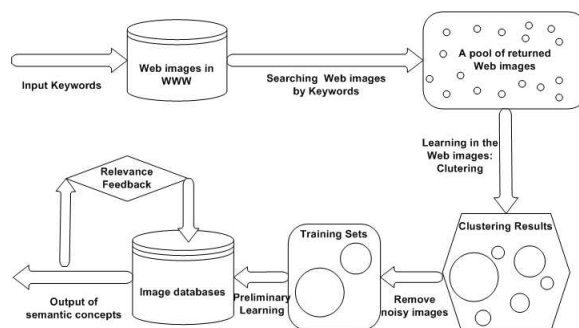 Web images in
WWW
A pool of returned
Web images
Input Keywords
Searching Web images
by Keywords
Learning in the
Web images:
Clutering
Relevance
Feedback
Training Sets
Clustering Results
Image databases
Preliminary
Learning
Remove
noisy images
Output of
semantic concepts